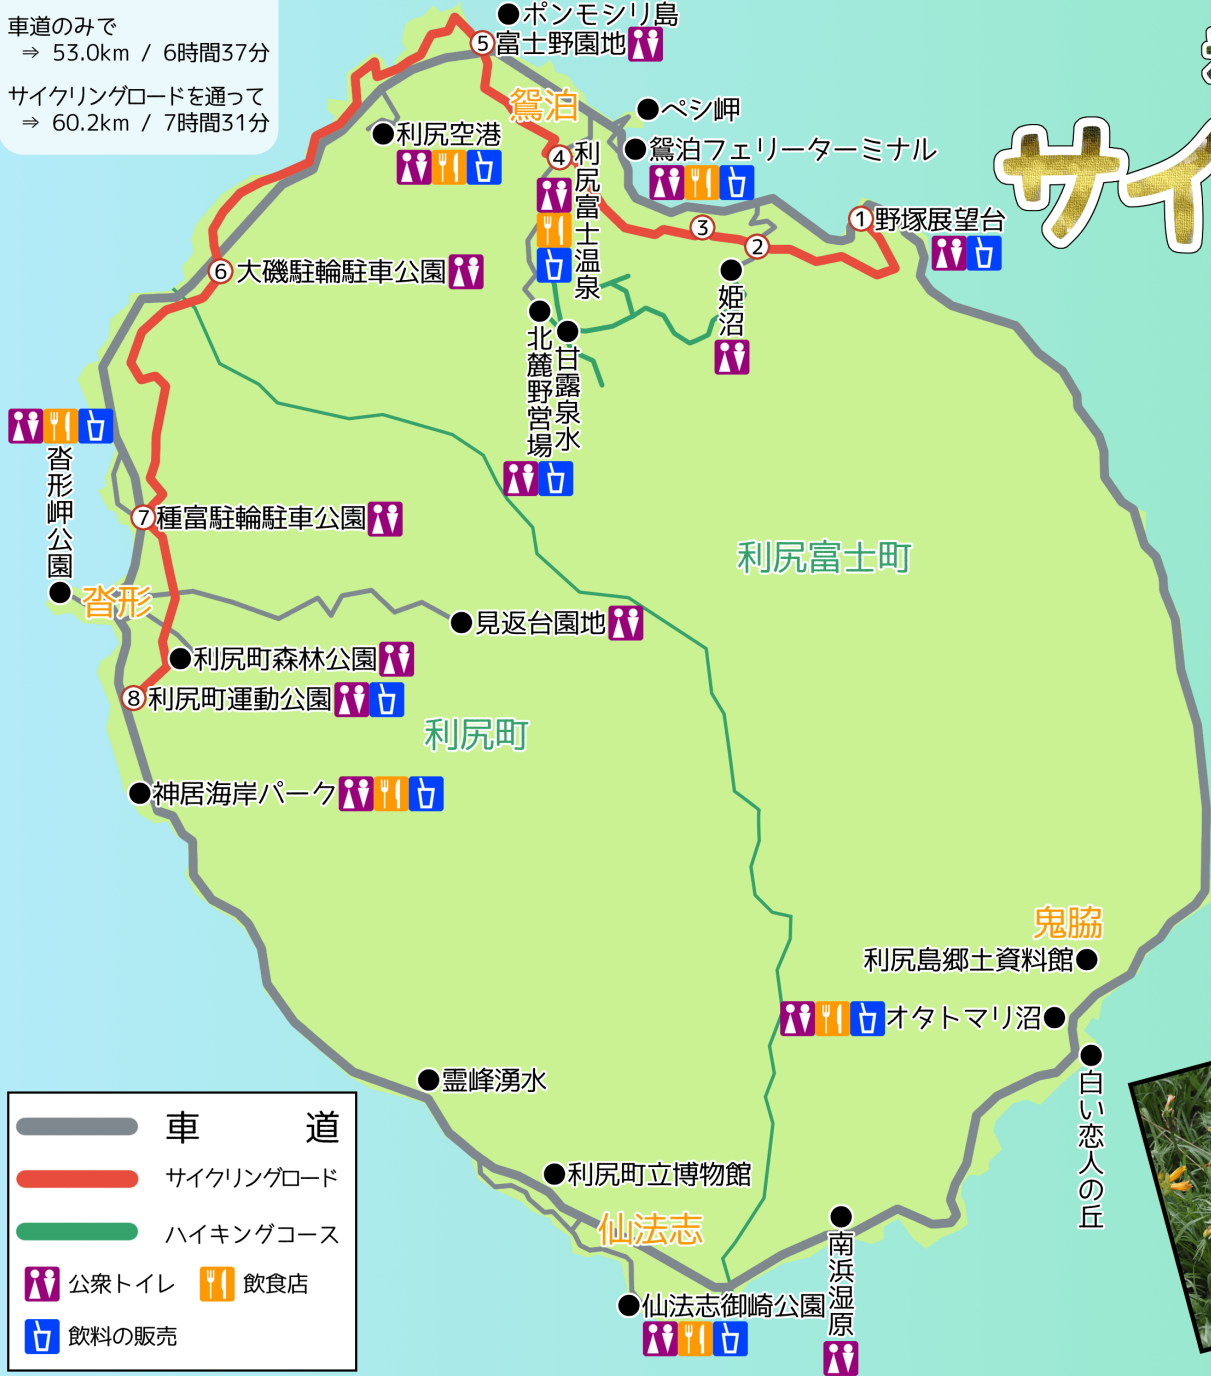 車道のみで
⇒ 53.0km / 6時間37分
サイクリングロードを通って
⇒ 60.2km / 7時間31分
ポンモシリ島
⑤富士野園地
鴛泊
ペシ岬
利尻空港
鴛泊フェリーターミナル
④利尻富士温泉
サイ
③
②
①野塚展望台
⑥大磯駐輪駐車公園
姫沼
北麓野営場
甘露泉水
沓形岬公園
⑦種富駐輪駐車公園
利尻富士町
沓形
見返台園地
利尻町森林公園
⑧利尻町運動公園
利尻町
神居海岸パーク
鬼脇
利尻島郷土資料館
オタトマリ沼
白い恋人の丘
霊峰湧水
利尻町立博物館
仙法志
南浜湿原
仙法志御崎公園
車 道
サイクリングロード
ハイキングコース
公衆トイレ
飲食店
飲料の販売